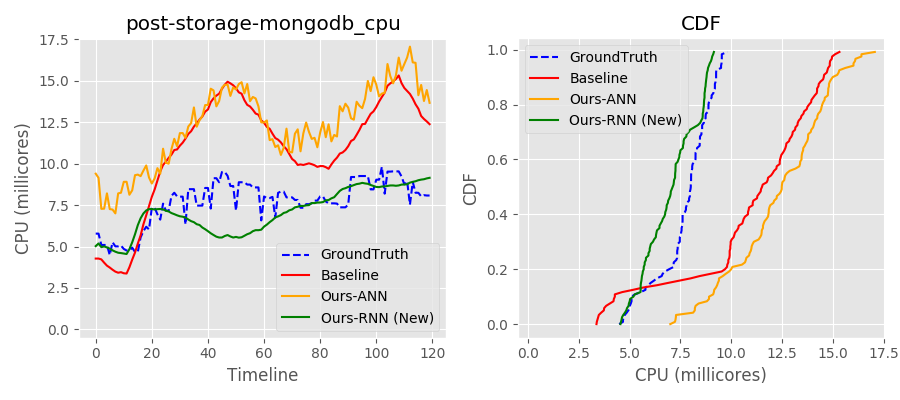 post-storage-mongodb_cpu
CPU (millicores)
17.5
15.0
12.5
10.0
7.5
5.0
2.5
0.0
GroundTruth
Baseline
Ours-ANN
Ours-RNN (New)
0 20 40 60 80 100 120
Timeline
CDF
CDF
1.0
0.8
0.6
0.4
0.2
0.0
GroundTruth
Baseline
Ours-ANN
Ours-RNN (New)
0.0 2.5 5.0 7.5 10.0 12.5 15.0 17.5
CPU (millicores)